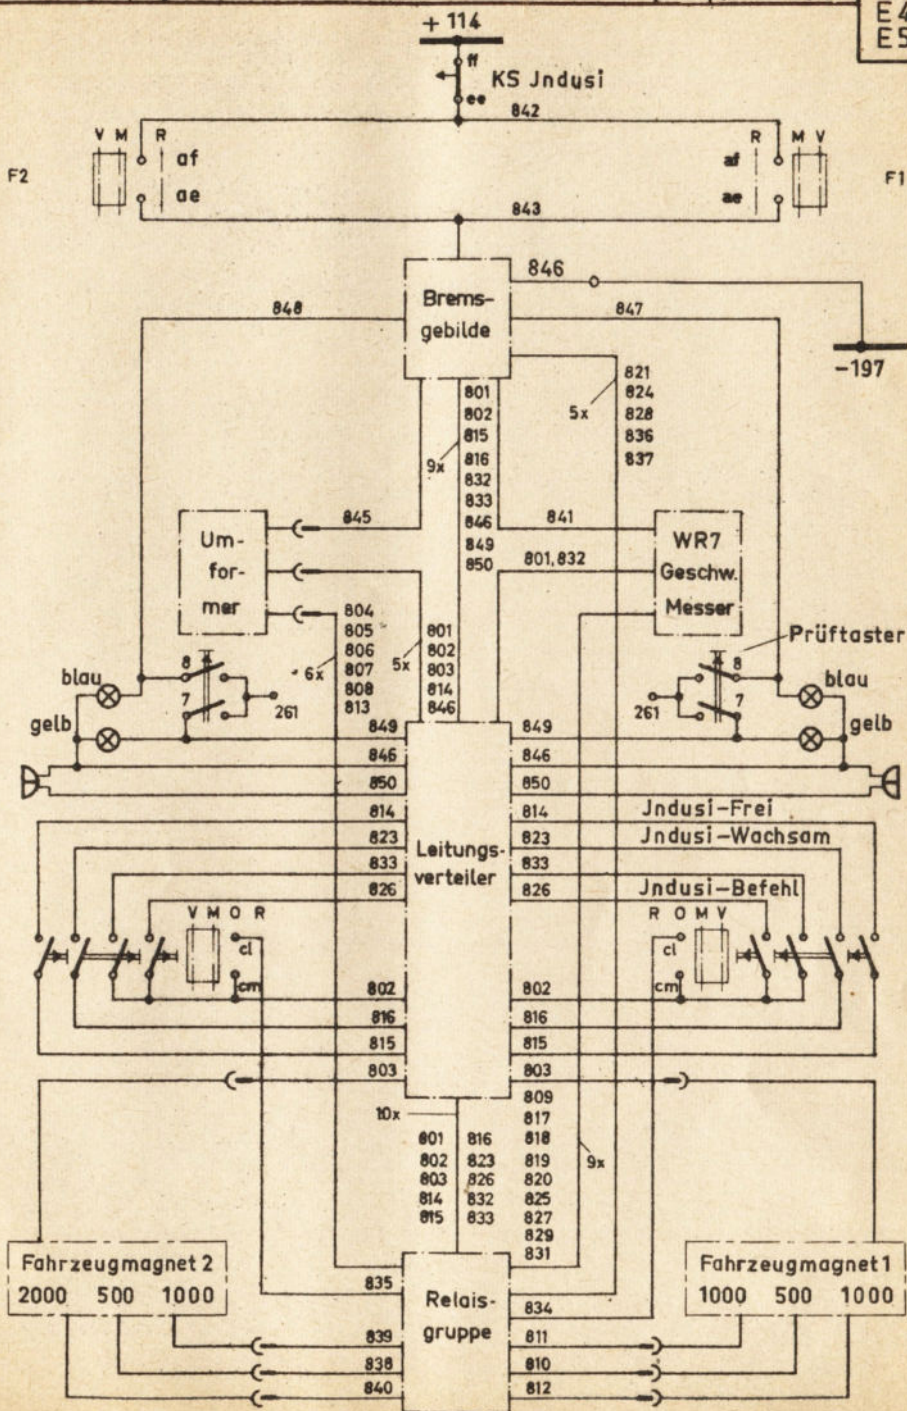 E4
E5
+ 114
ff
KS Jndusi
ee
842
V M R
af
ae
F2
R M V
af
ae
F1
843
846
Brems-
gebilde
848
847
-197
821
824
828
836
837
5x
801
802
815
816
832
833
846
849
850
9x
845
841
Um-
for-
mer
WR7
Geschw.
Messer
801,832
804
805
806
807
808
813
6x
5x
801
802
803
814
846
Prüftaster
8
7
261
blau
gelb
8
7
261
blau
gelb
849
849
846
846
850
850
814
814
Jndusi-Frei
823
823
Jndusi-Wachsam
833
833
826
826
Jndusi-Befehl
Leitungs-
verteiler
V M O R
cl
cm
R O M V
cl
cm
802
802
816
816
815
815
803
803
10x
801 816
802 823
803 826
814 832
815 833
809
817
818
819
820
825
827
829
831
9x
Fahrzeugmagnet 2
2000 500 1000
Fahrzeugmagnet 1
1000 500 1000
835
834
Relais-
gruppe
839
811
838
810
840
812